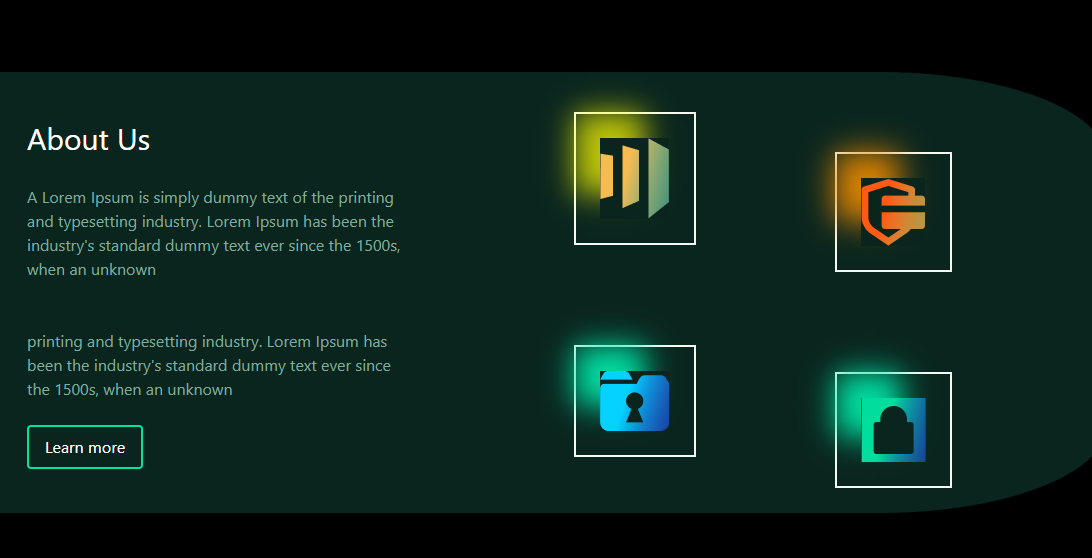 About Us
A Lorem Ipsum is simply dummy text of the printing
and typesetting industry. Lorem Ipsum has been the
industry's standard dummy text ever since the 1500s,
when an unknown
printing and typesetting industry. Lorem Ipsum has
been the industry's standard dummy text ever since
the 1500s, when an unknown
Learn more